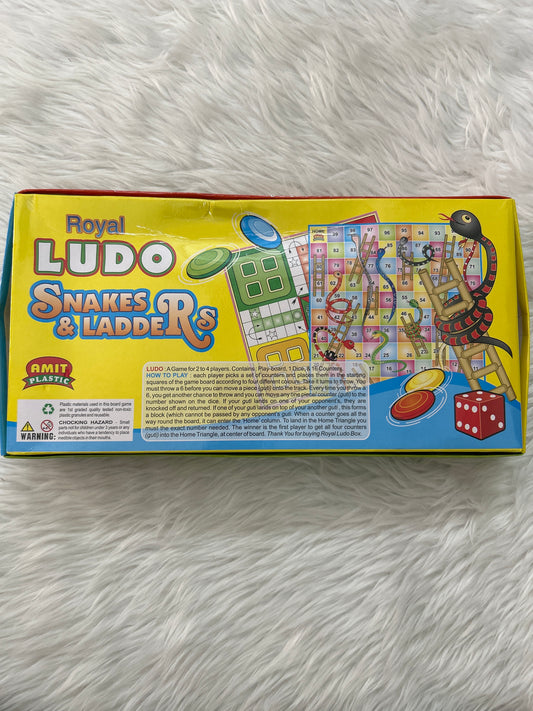 Royal
LUDO
SNAKES
& LADDERS
AMIT
PLASTIC
WARNING:
Plastic materials used in this board game
are 1st graded quality tested non-toxic
plastic granules and reusable.
CHOCKING HAZARD - Small
parts not for children under 3 years or any
individuals who have a tendency to place
inedible objects in their mouths.
LUDO : A Game for 2 to 4 players. Contains; Play-board, 1 Dice, & 16 Counters.
HOW TO PLAY : each player picks a set of counters and places them in the starting
squares of the game board according to four different colours. Take it turns to throw. You
must throw a 6 before you can move a piece (guti) onto the track. Every time you throw a
6, you get another chance to throw and you can move any one piece/ counter (guti) to the
number shown on the dice. If your guti lands on one of your opponent's, they are
knocked off and returned. If one of your guti lands on top of another guti , this forms
a block (which cannot be passed by any opponent's guti. When a counter goes all the
way round the board, it can enter the 'Home' column. To land in the Home Triangle you
must the exact number needed. The winner is the first player to get all four counters
(guti) into the Home Triangle, at center of board. Thank You for buying Royal Ludo Box.